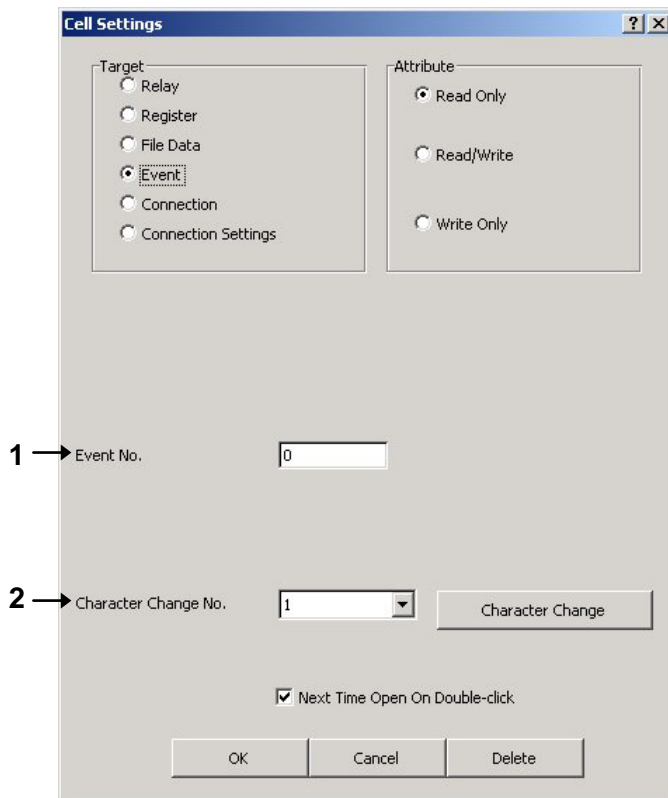 Cell Settings
Target
Relay
Register
File Data
Event
Connection
Connection Settings
Attribute
Read Only
Read/Write
Write Only
1
Event No.
0
2
Character Change No.
1
Character Change
Next Time Open On Double-click
OK
Cancel
Delete